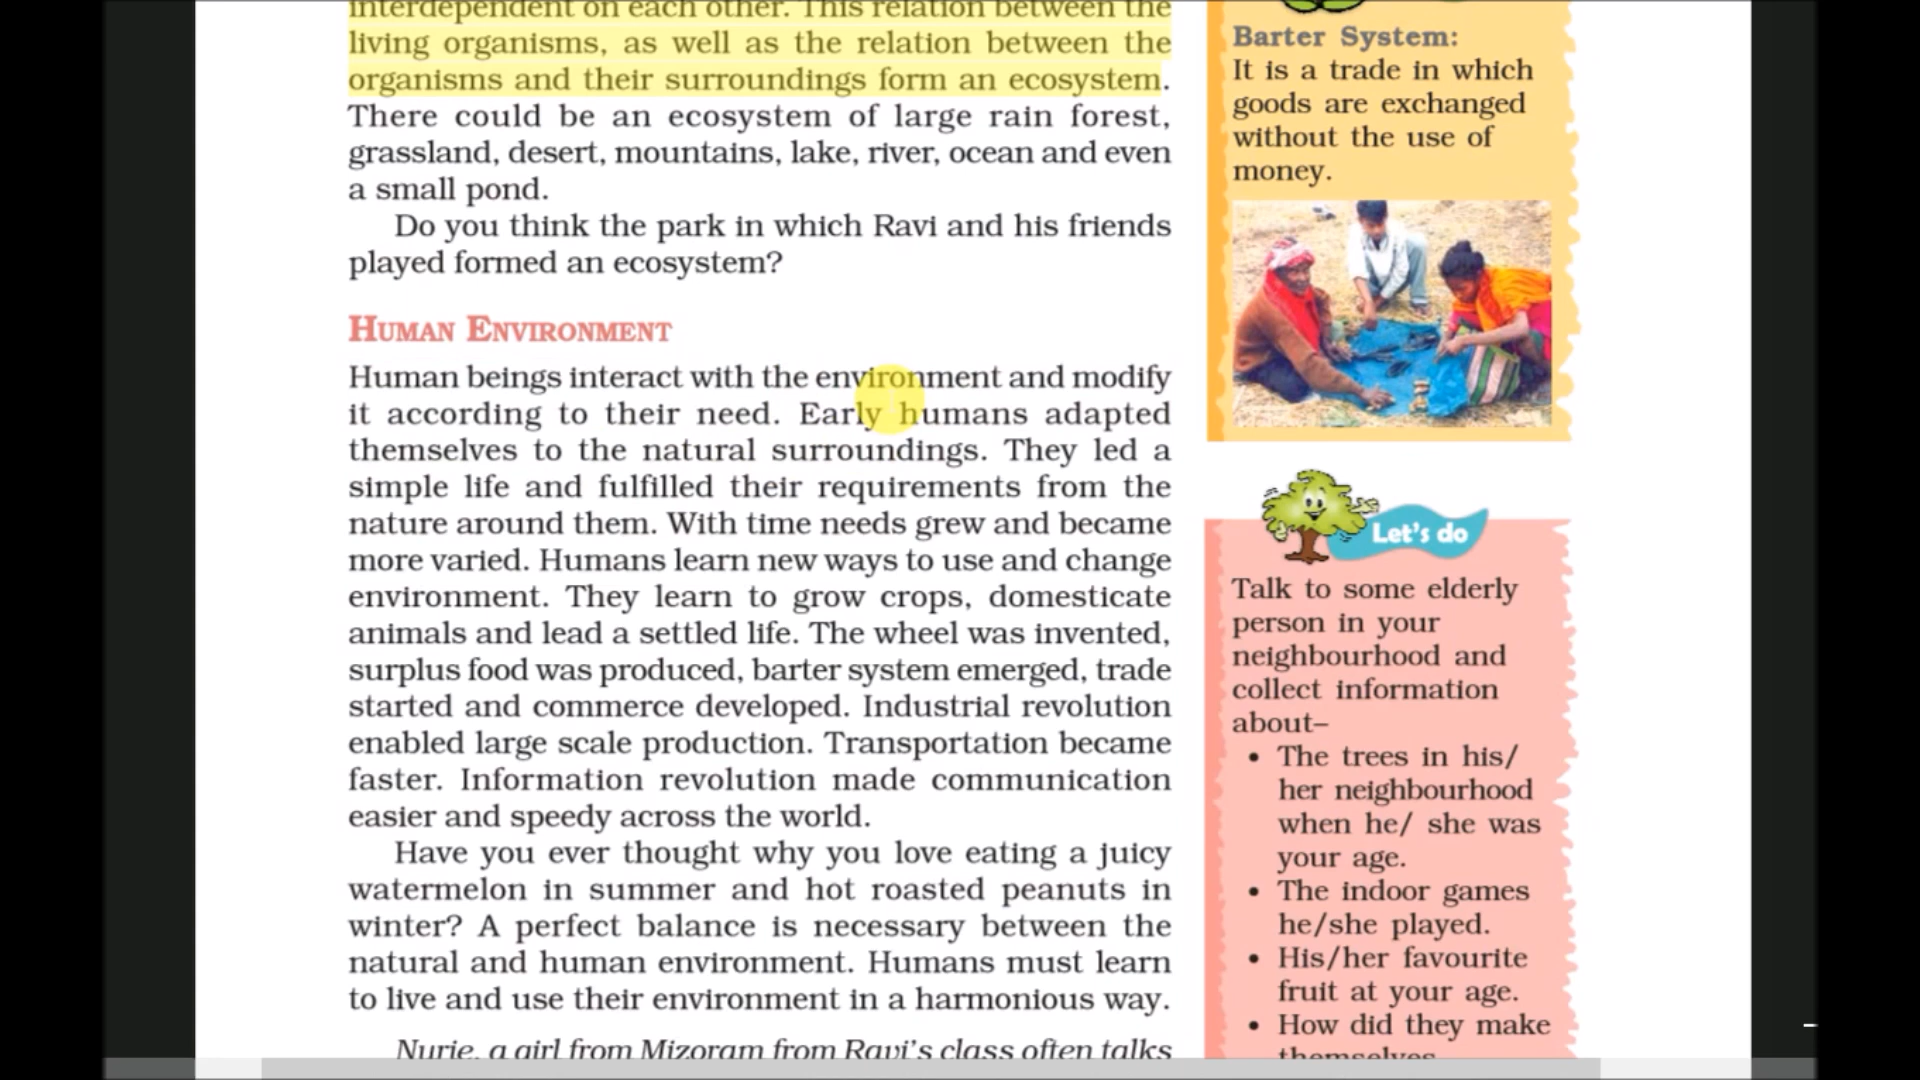 interdependent on each other. This relation between the
living organisms, as well as the relation between the
organisms and their surroundings form an ecosystem.
There could be an ecosystem of large rain forest,
grassland, desert, mountains, lake, river, ocean and even
a small pond.
Do you think the park in which Ravi and his friends
played formed an ecosystem?
HUMAN ENVIRONMENT
Human beings interact with the environment and modify
it according to their need. Early humans adapted
themselves to the natural surroundings. They led a
simple life and fulfilled their requirements from the
nature around them. With time needs grew and became
more varied. Humans learn new ways to use and change
environment. They learn to grow crops, domesticate
animals and lead a settled life. The wheel was invented,
surplus food was produced, barter system emerged, trade
started and commerce developed. Industrial revolution
enabled large scale production. Transportation became
faster. Information revolution made communication
easier and speedy across the world.
Have you ever thought why you love eating a juicy
watermelon in summer and hot roasted peanuts in
winter? A perfect balance is necessary between the
natural and human environment. Humans must learn
to live and use their environment in a harmonious way.
Nurie, a girl from Mizoram from Ravi's class often talks
Barter System:
It is a trade in which
goods are exchanged
without the use of
money.
Let's do
Talk to some elderly
person in your
neighbourhood and
collect information
about–
• The trees in his/
her neighbourhood
when he/ she was
your age.
• The indoor games
he/she played.
• His/her favourite
fruit at your age.
• How did they make
themselves